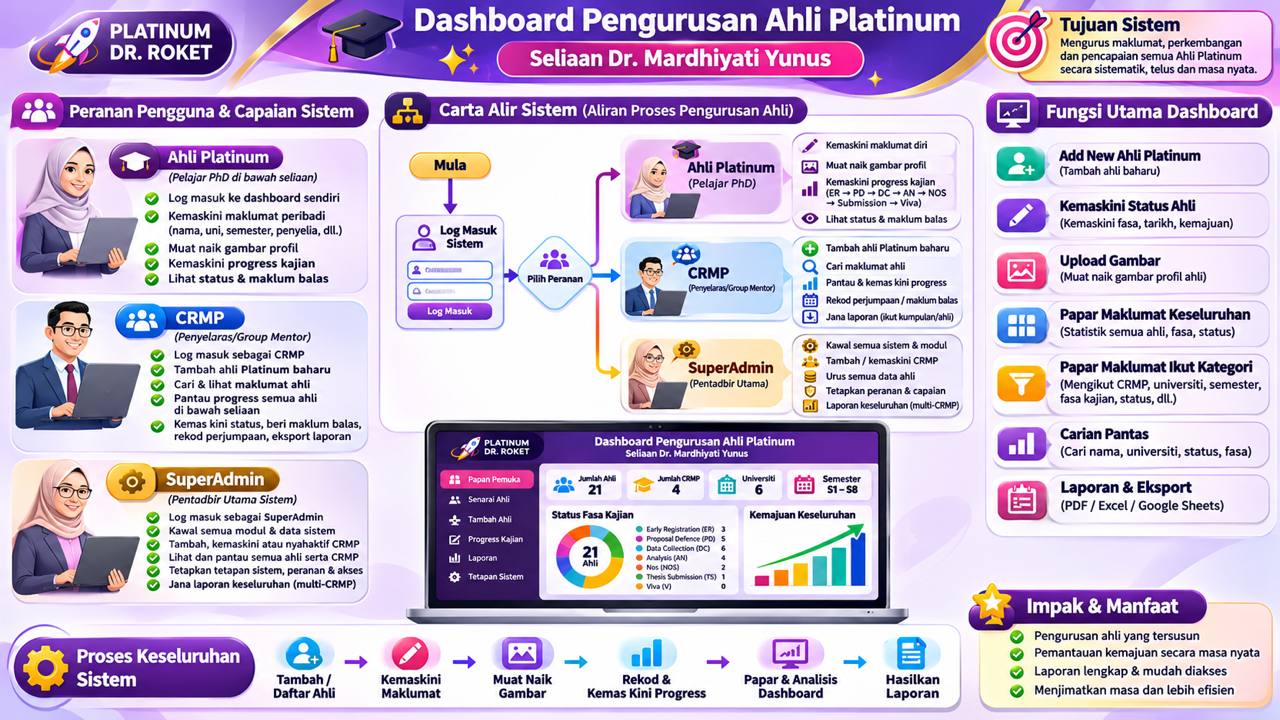 PLATINUM
DR. ROKET
Dashboard Pengurusan Ahli Platinum
Seliaan Dr. Mardhiyati Yunus
Tujuan Sistem
Mengurus maklumat, perkembangan
dan pencapaian semua Ahli Platinum
secara sistematik, telus dan masa nyata.
Peranan Pengguna & Capaian Sistem
Ahli Platinum
(Pelajar PhD di bawah seliaan)
Log masuk ke dashboard sendiri
Kemaskini maklumat peribadi
(nama, uni, semester, penyelia, dll.)
Muat naik gambar profil
Kemaskini progress kajian
Lihat status & maklum balas
CRMP
(Penyelaras/Group Mentor)
Log masuk sebagai CRMP
Tambah ahli Platinum baharu
Cari & lihat maklumat ahli
Pantau progress semua ahli
di bawah seliaan
Kemas kini status, beri maklum balas,
rekod perjumpaan, eksport laporan
SuperAdmin
(Pentadbir Utama Sistem)
Log masuk sebagai SuperAdmin
Kawal semua modul & data sistem
Tambah, kemaskini atau nyahaktif CRMP
Lihat dan pantau semua ahli serta CRMP
Tetapkan tetapan sistem, peranan & akses
Jana laporan keseluruhan (multi-CRMP)
Carta Alir Sistem (Aliran Proses Pengurusan Ahli)
Mula
Log Masuk
Sistem
Log Masuk
Pilih Peranan
Ahli Platinum
(Pelajar PhD)
Kemaskini maklumat diri
Muat naik gambar profil
Kemaskini progress kajian
(ER → PD → DC → AN → NOS
→ Submission → Viva)
Lihat status & maklum balas
CRMP
(Penyelaras/Group Mentor)
Tambah ahli Platinum baharu
Cari maklumat ahli
Pantau & kemas kini progress
Rekod perjumpaan / maklum balas
Jana laporan (ikut kumpulan/ahli)
SuperAdmin
(Pentadbir Utama)
Kawal semua sistem & modul
Tambah / kemaskini CRMP
Urus semua data ahli
Tetapkan peranan & capaian
Laporan keseluruhan (multi-CRMP)
PLATINUM
DR. ROKET
Dashboard Pengurusan Ahli Platinum
Seliaan Dr. Mardhiyati Yunus
Papan Pemuka
Senarai Ahli
Tambah Ahli
Progress Kajian
Laporan
Tetapan Sistem
Jumlah Ahli
21
Jumlah CRMP
4
Universiti
6
Semester
S1 – S8
Status Fasa Kajian
21
Ahli
Early Registration (ER) 3
Proposal Defence (PD) 5
Data Collection (DC) 6
Analysis (AN) 4
Nos (NOS) 2
Thesis Submission (TS) 1
Viva (V) 0
Kemajuan Keseluruhan
Fungsi Utama Dashboard
Add New Ahli Platinum
(Tambah ahli baharu)
Kemaskini Status Ahli
(Kemaskini fasa, tarikh, kemajuan)
Upload Gambar
(Muat naik gambar profil ahli)
Papar Maklumat Keseluruhan
(Statistik semua ahli, fasa, status)
Papar Maklumat Ikut Kategori
(Mengikut CRMP, universiti, semester,
fasa kajian, status, dll.)
Carian Pantas
(Cari nama, universiti, status, fasa)
Laporan & Eksport
(PDF / Excel / Google Sheets)
Impak & Manfaat
Pengurusan ahli yang tersusun
Pemantauan kemajuan secara masa nyata
Laporan lengkap & mudah diakses
Menjimatkan masa dan lebih efisien
Proses Keseluruhan
Sistem
Tambah /
Daftar Ahli
Kemaskini
Maklumat
Muat Naik
Gambar
Rekod &
Kemas Kini Progress
Papar & Analisis
Dashboard
Hasilkan
Laporan